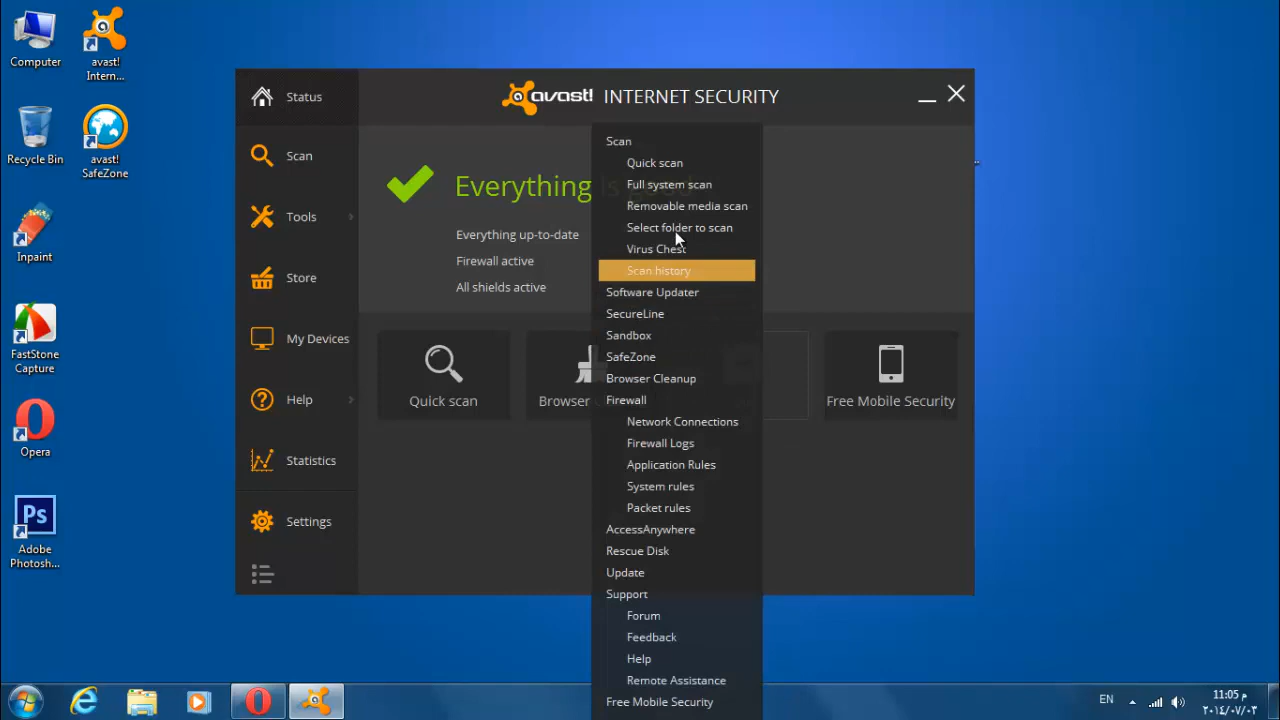 Computer
avast!
Intern...
Recycle Bin
avast!
SafeZone
Inpaint
FastStone
Capture
Opera
Ps
Adobe
Photosh...
avast! INTERNET SECURITY
Status
Scan
Tools
Store
My Devices
Help
Statistics
Settings
Everything
Everything up-to-date
Firewall active
All shields active
Quick scan
Browser
Free Mobile Security
Scan
Quick scan
Full system scan
Removable media scan
Select folder to scan
Virus Chest
Scan history
Software Updater
SecureLine
Sandbox
SafeZone
Browser Cleanup
Firewall
Network Connections
Firewall Logs
Application Rules
System rules
Packet rules
AccessAnywhere
Rescue Disk
Update
Support
Forum
Feedback
Help
Remote Assistance
Free Mobile Security
EN
11:05 م
٢٠١٤/٠٧/٠٣